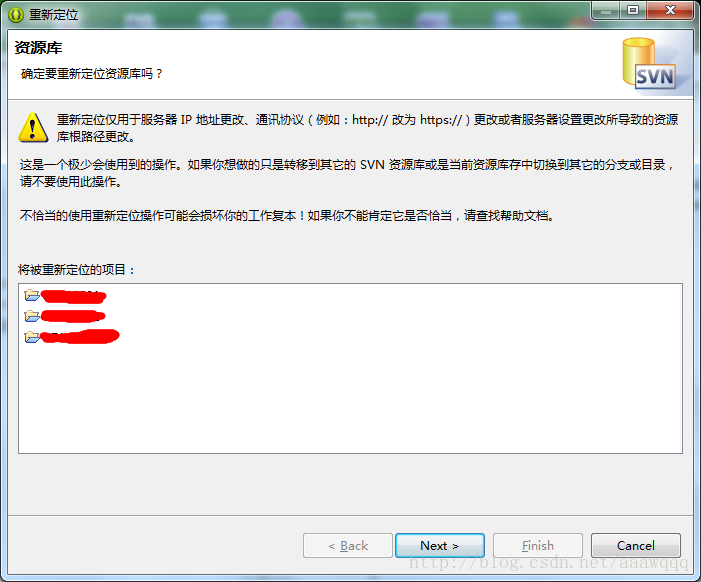 重新定位
资源库
确定要重新定位资源库吗？
SVN
重新定位仅用于服务器 IP 地址更改、通讯协议（例如：http:// 改为 https://）更改或者服务器设置更改所导致的资源
库根路径更改。
这是一个极少会使用到的操作。如果你想做的只是转移到其它的 SVN 资源库或是当前资源库存中切换到其它的分支或目录，
请不要使用此操作。
不恰当的使用重新定位操作可能会损坏你的工作复本！如果你不能肯定它是否恰当，请查找帮助文档。
将被重新定位的项目：
< Back Next > Finish Cancel
http://blog.csdn.net/aaawqqq